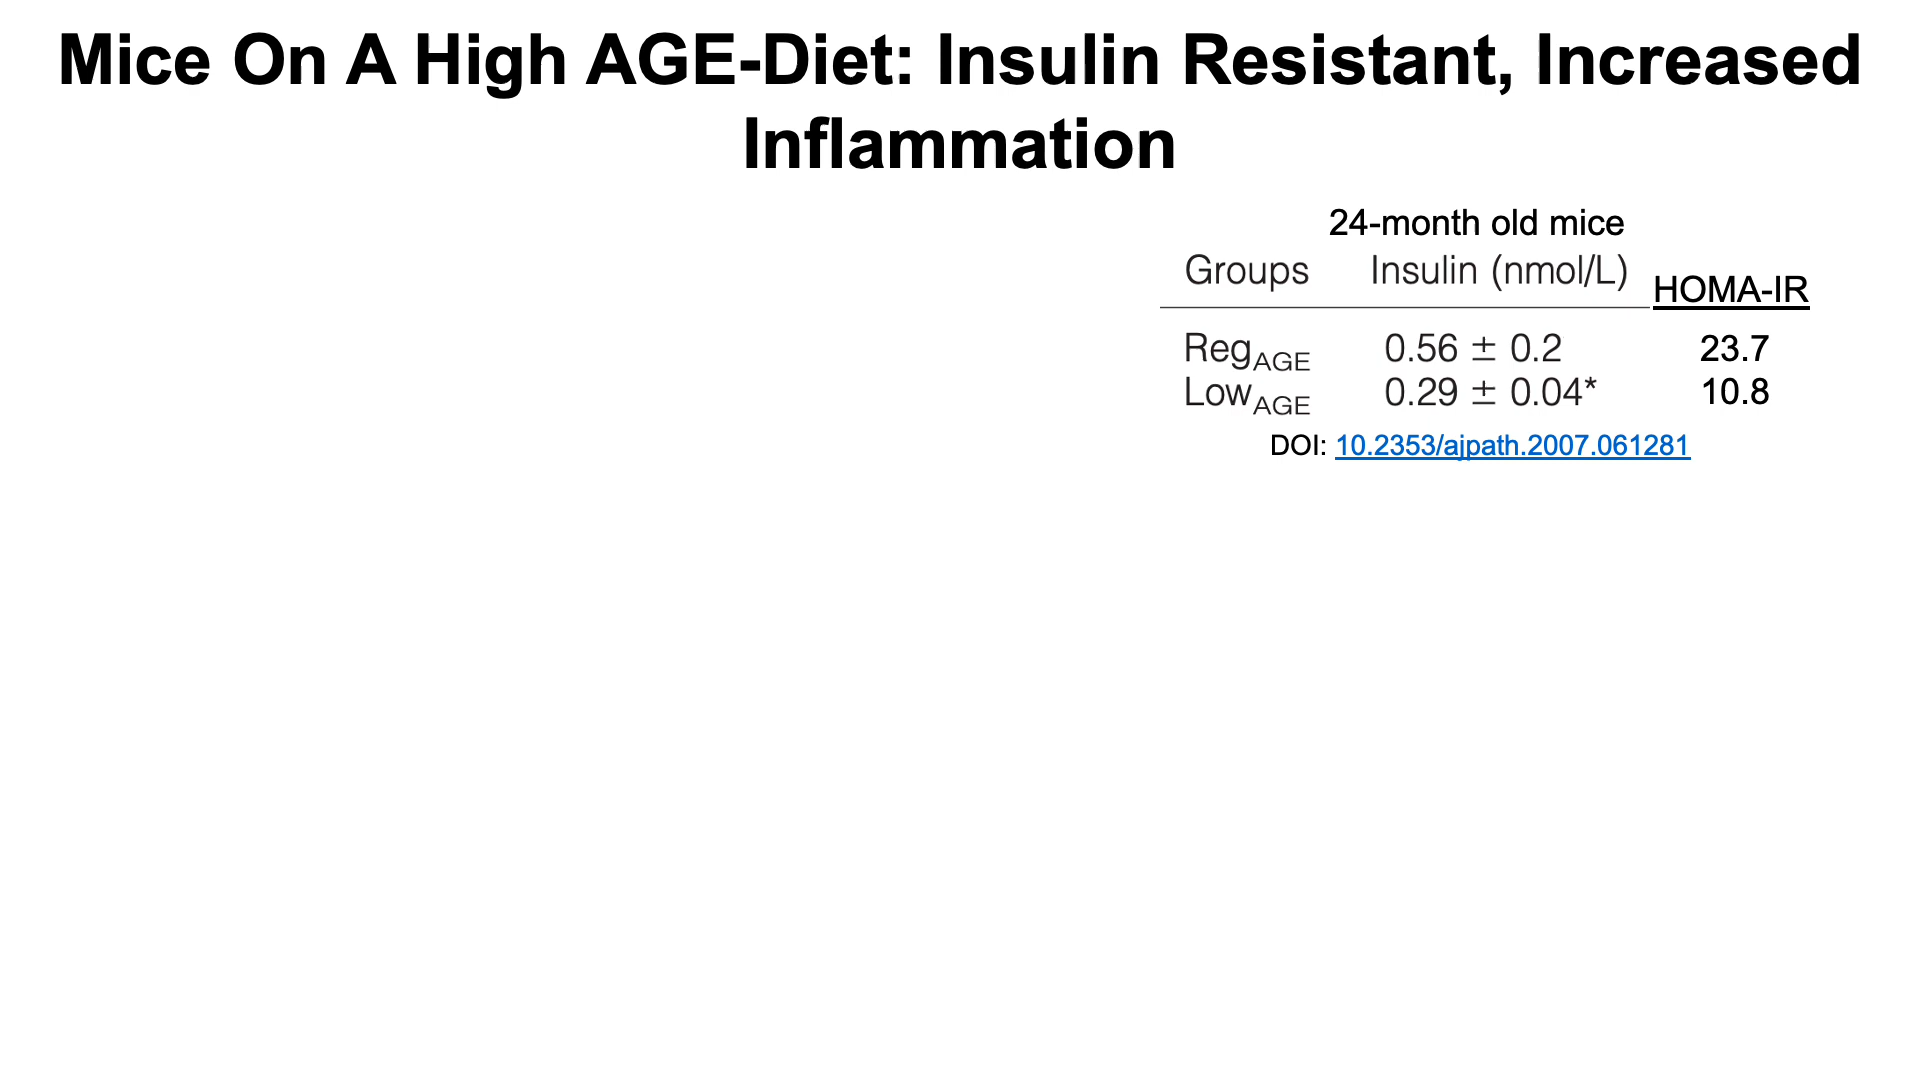 Mice On A High AGE-Diet: Insulin Resistant, Increased
Inflammation
24-month old mice
Groups Insulin (nmol/L) HOMA-IR
RegAGE 0.56 ± 0.2 23.7
LowAGE 0.29 ± 0.04* 10.8
DOI: 10.2353/ajpath.2007.061281